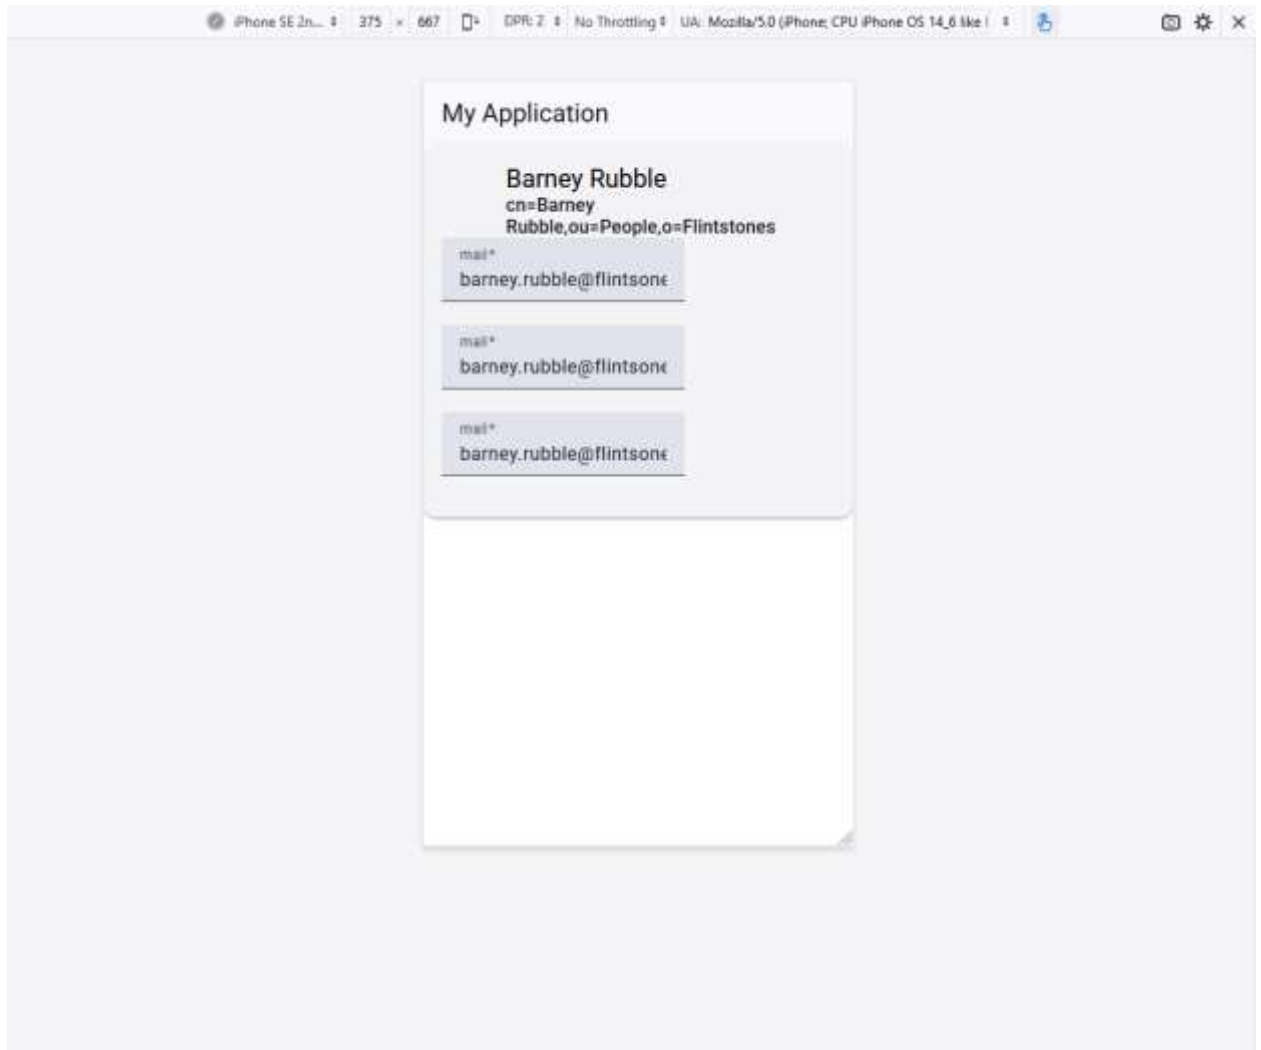 iPhone SE 2n... 375 × 667 DPR: 2 No Throttling UA: Mozilla/5.0 (iPhone; CPU iPhone OS 14_6 like
My Application
Barney Rubble
cn=Barney
Rubble,ou=People,o=Flintstones
mail*
barney.rubble@flintsone
mail*
barney.rubble@flintsone
mail*
barney.rubble@flintsone